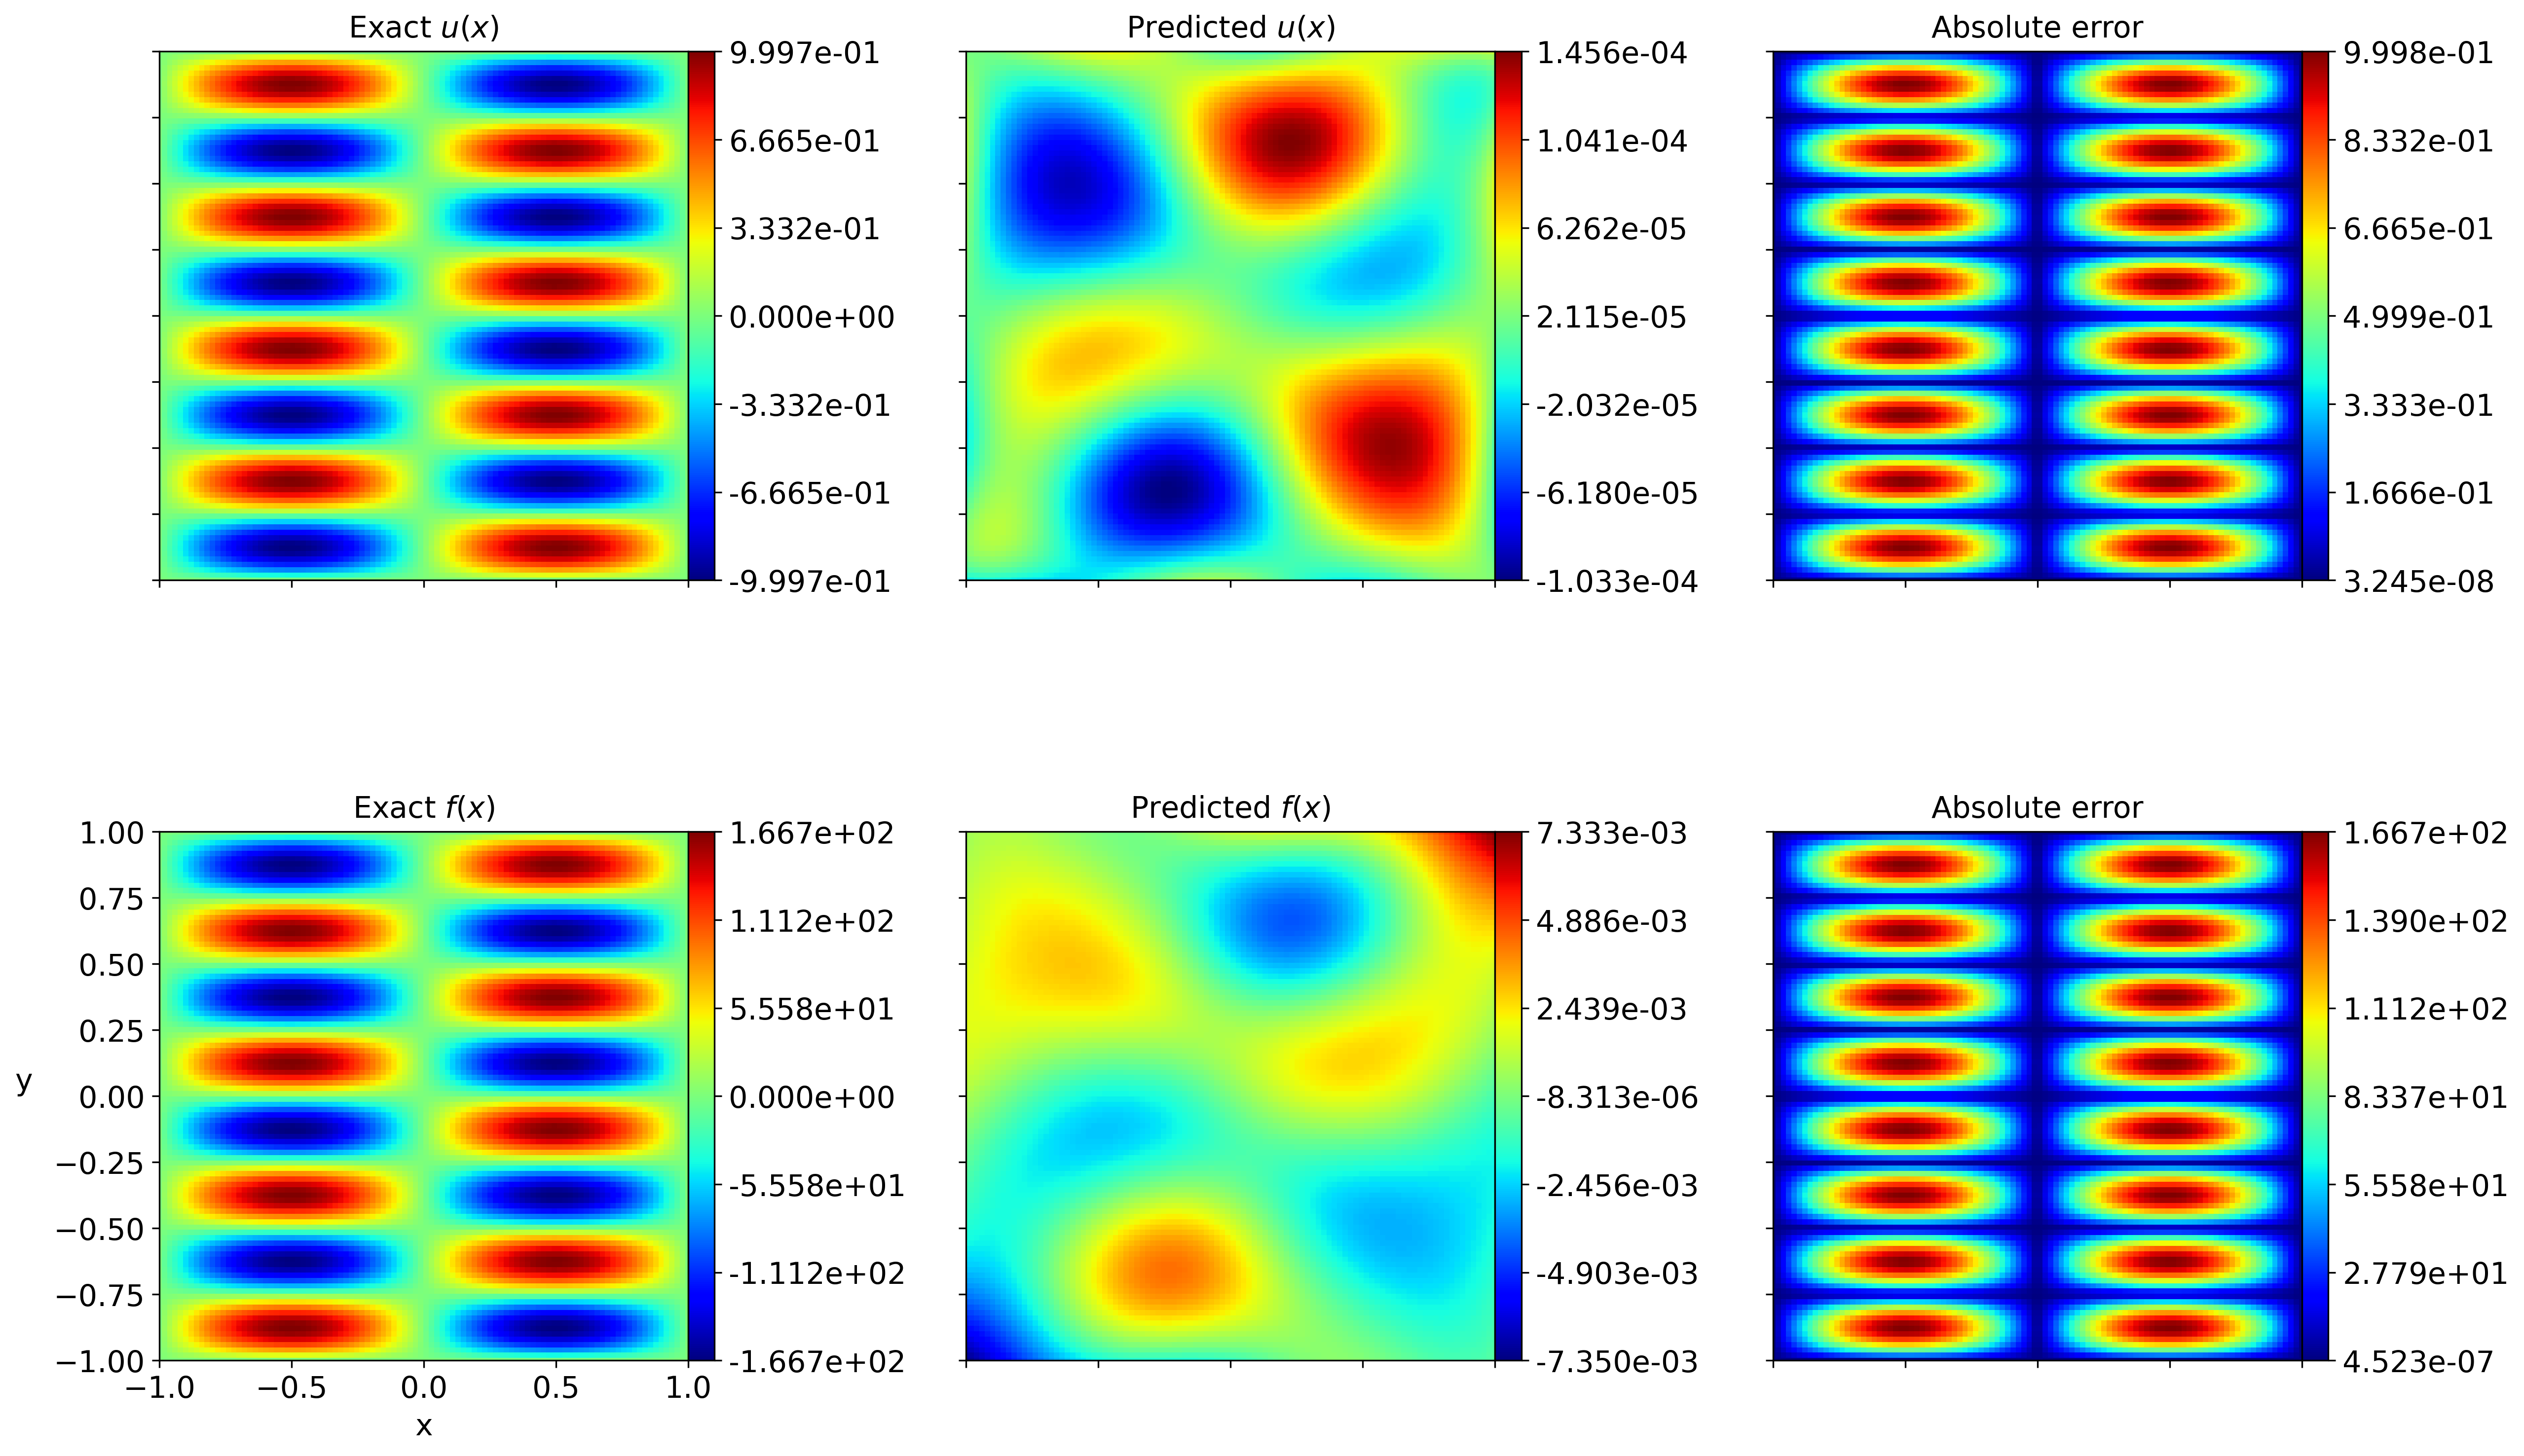 Exact u(x)
9.997e-01
6.665e-01
3.332e-01
0.000e+00
-3.332e-01
-6.665e-01
-9.997e-01
Predicted u(x)
1.456e-04
1.041e-04
6.262e-05
2.115e-05
-2.032e-05
-6.180e-05
-1.033e-04
Absolute error
9.998e-01
8.332e-01
6.665e-01
4.999e-01
3.333e-01
1.666e-01
3.245e-08
Exact f(x)
1.00
0.75
0.50
0.25
0.00
−0.25
−0.50
−0.75
−1.00
y
−1.0
−0.5
0.0
0.5
1.0
x
1.667e+02
1.112e+02
5.558e+01
0.000e+00
-5.558e+01
-1.112e+02
-1.667e+02
Predicted f(x)
7.333e-03
4.886e-03
2.439e-03
-8.313e-06
-2.456e-03
-4.903e-03
-7.350e-03
Absolute error
1.667e+02
1.390e+02
1.112e+02
8.337e+01
5.558e+01
2.779e+01
4.523e-07